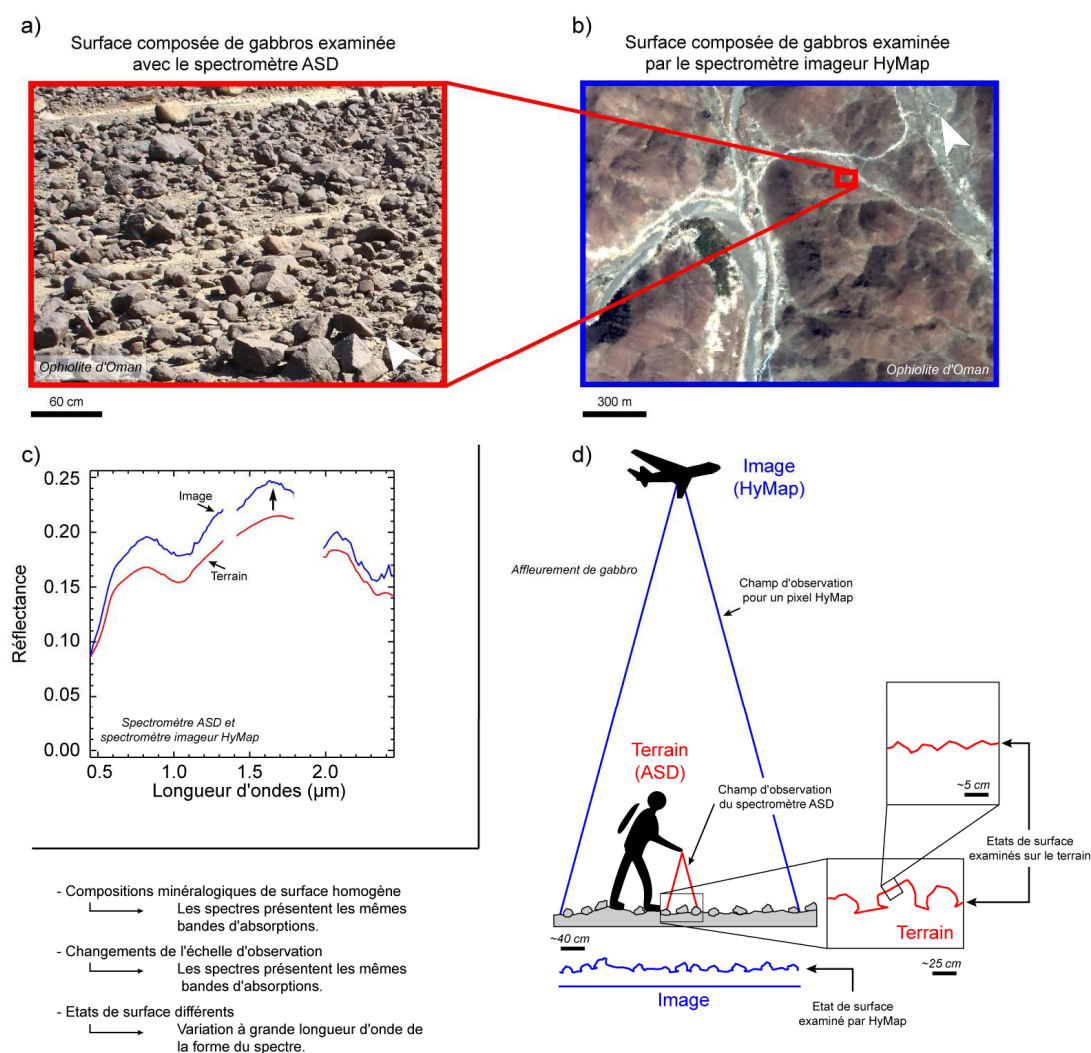 a)
Surface composée de gabbros examinée
avec le spectromètre ASD
Ophiolite d'Oman
60 cm
b)
Surface composée de gabbros examinée
par le spectromètre imageur HyMap
Ophiolite d'Oman
300 m
c)
0.25
0.20
0.15
0.10
0.05
0.00
Réflectance
Image
Terrain
Spectromètre ASD et
spectromètre imageur HyMap
0.5
1.0
1.5
2.0
Longueur d'ondes (µm)
- Compositions minéralogiques de surface homogène
Les spectres présentent les mêmes
bandes d'absorptions.
- Changements de l'échelle d'observation
Les spectres présentent les mêmes
bandes d'absorptions.
- Etats de surface différents
Variation à grande longueur d'onde de
la forme du spectre.
d)
Image
(HyMap)
Affleurement de gabbro
Champ d'observation
pour un pixel HyMap
Terrain
(ASD)
Champ d'observation
du spectromètre ASD
~5 cm
Etats de surface
examinés sur le terrain
Terrain
~25 cm
~40 cm
Image
Etat de surface
examiné par HyMap